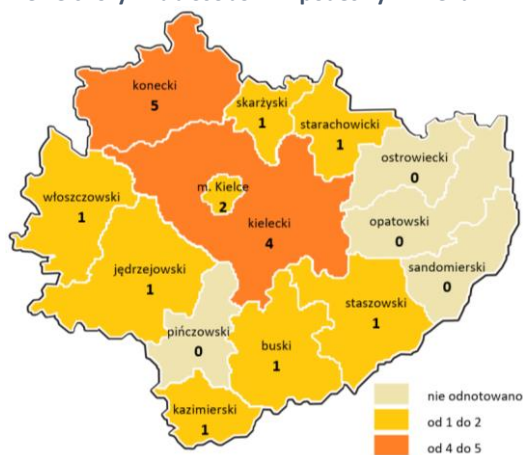 konecki
5
skarżyski
1
starachowicki
1
ostrowiecki
0
włoszczowski
1
m. Kielce
2
kielecki
4
opatowski
0
sandomierski
0
jędrzejowski
1
staszowski
1
pińczowski
0
buski
1
kazimierski
1
nie odnotowano
od 1 do 2
od 4 do 5